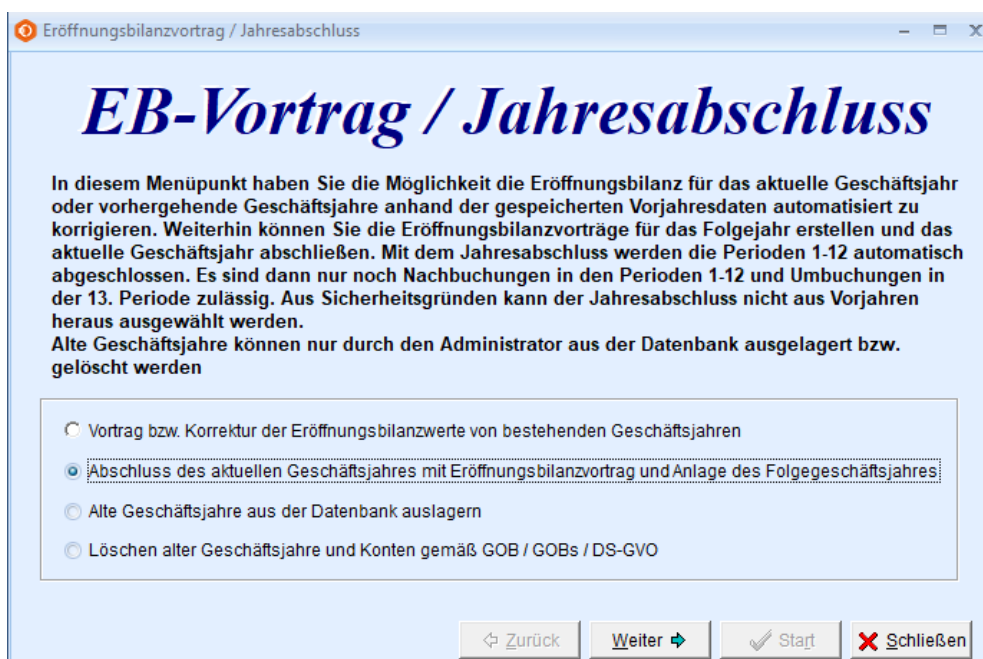 Eröffnungsbilanzvortrag / Jahresabschluss
EB-Vortrag / Jahresabschluss
In diesem Menüpunkt haben Sie die Möglichkeit die Eröffnungsbilanz für das aktuelle Geschäftsjahr
oder vorhergehende Geschäftsjahre anhand der gespeicherten Vorjahresdaten automatisiert zu
korrigieren. Weiterhin können Sie die Eröffnungsbilanzvorträge für das Folgejahr erstellen und das
aktuelle Geschäftsjahr abschließen. Mit dem Jahresabschluss werden die Perioden 1-12 automatisch
abgeschlossen. Es sind dann nur noch Nachbuchungen in den Perioden 1-12 und Umbuchungen in
der 13. Periode zulässig. Aus Sicherheitsgründen kann der Jahresabschluss nicht aus Vorjahren
heraus ausgewählt werden.
Alte Geschäftsjahre können nur durch den Administrator aus der Datenbank ausgelagert bzw.
gelöscht werden
Vortrag bzw. Korrektur der Eröffnungsbilanzwerte von bestehenden Geschäftsjahren
Abschluss des aktuellen Geschäftsjahres mit Eröffnungsbilanzvortrag und Anlage des Folgegeschäftsjahres
Alte Geschäftsjahre aus der Datenbank auslagern
Löschen alter Geschäftsjahre und Konten gemäß GOB / GOBs / DS-GVO
Zurück
Weiter
Start
Schließen